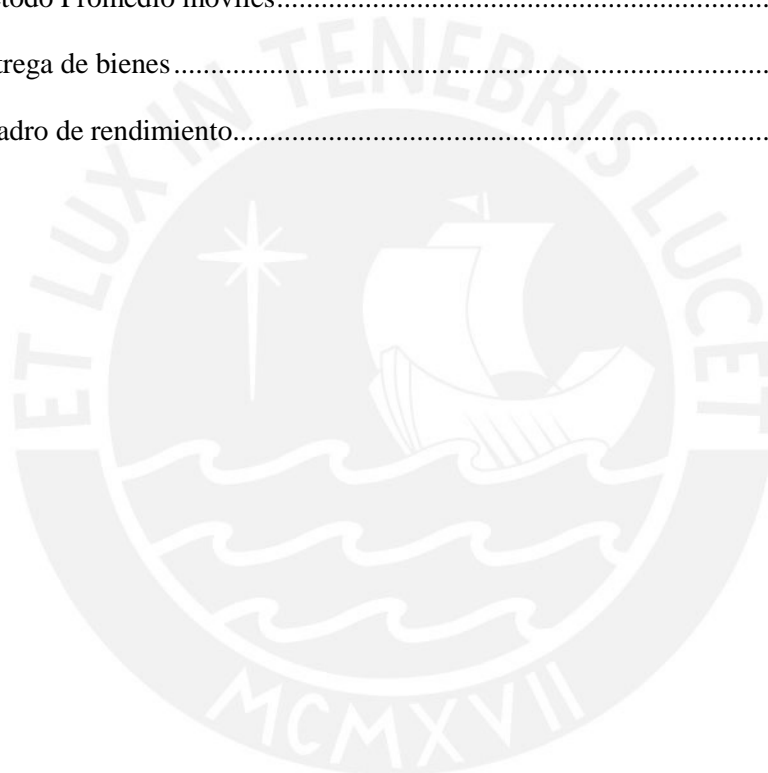 todo Promedio móviles................................................................................
trega de bienes................................................................................................
adro de rendimiento.......................................................................................
ET LUX IN TENEBRIS LUCET
MCMXVII